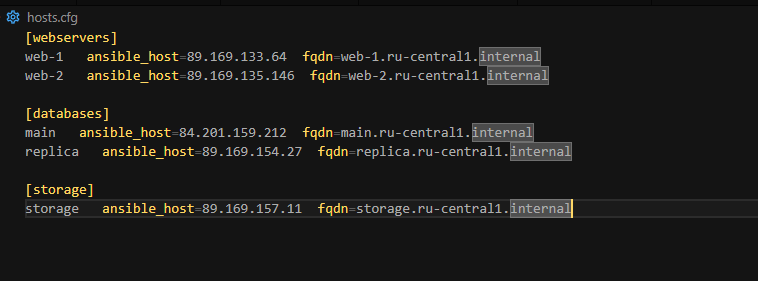 hosts.cfg
[webservers]
web-1   ansible_host=89.169.133.64  fqdn=web-1.ru-central1.internal
web-2   ansible_host=89.169.135.146  fqdn=web-2.ru-central1.internal
[databases]
main   ansible_host=84.201.159.212  fqdn=main.ru-central1.internal
replica   ansible_host=89.169.154.27  fqdn=replica.ru-central1.internal
[storage]
storage   ansible_host=89.169.157.11  fqdn=storage.ru-central1.internal